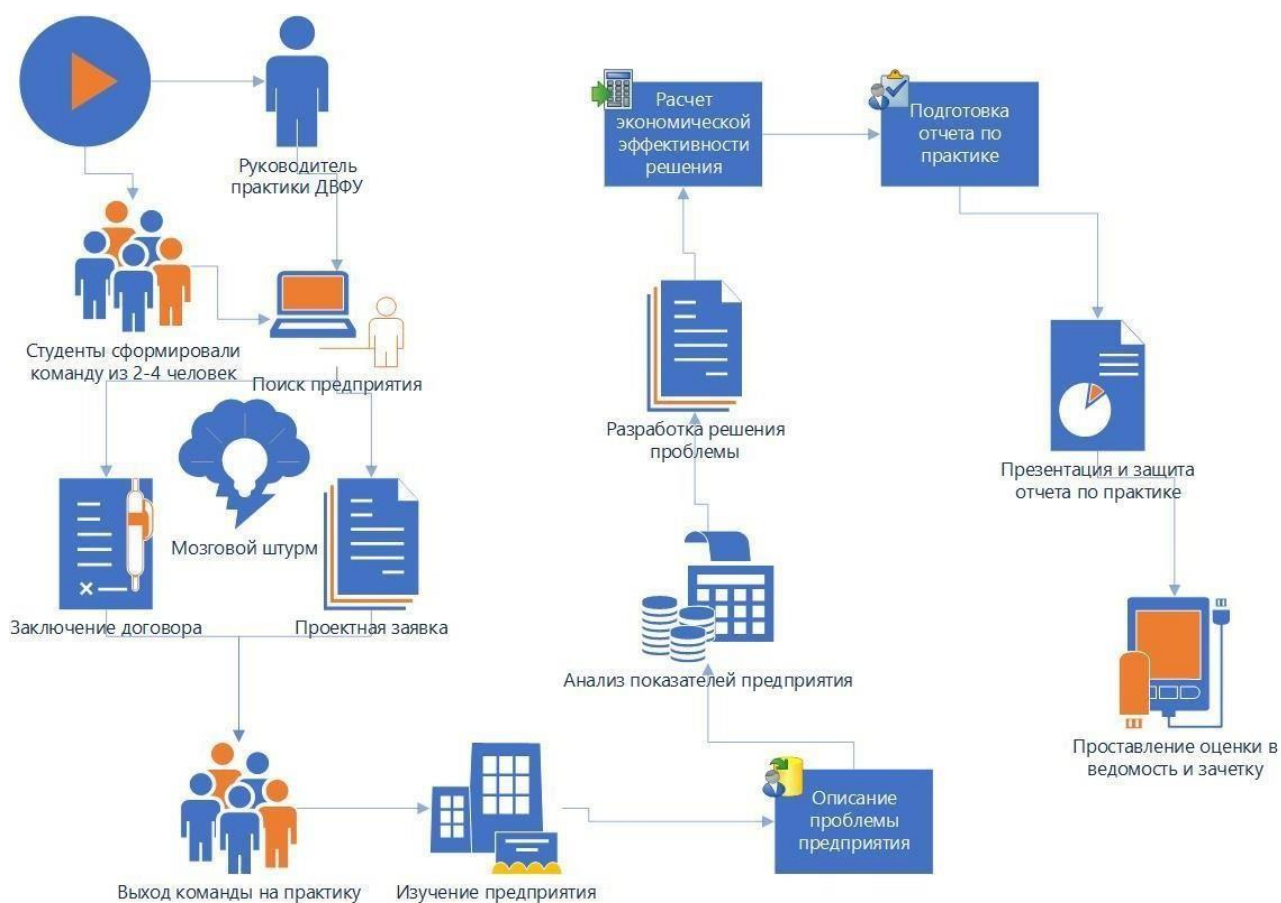 Руководитель
практики ДВФУ
Студенты сформировали
команду из 2-4 человек
Поиск предприятия
Мозговой штурм
Заключение договора
Проектная заявка
Выход команды на практику
Изучение предприятия
Описание
проблемы
предприятия
Анализ показателей предприятия
Разработка решения
проблемы
Расчет
экономической
эффективности
решения
Подготовка
отчета по
практике
Презентация и защита
отчета по практике
Проставление оценки в
ведомость и зачетку